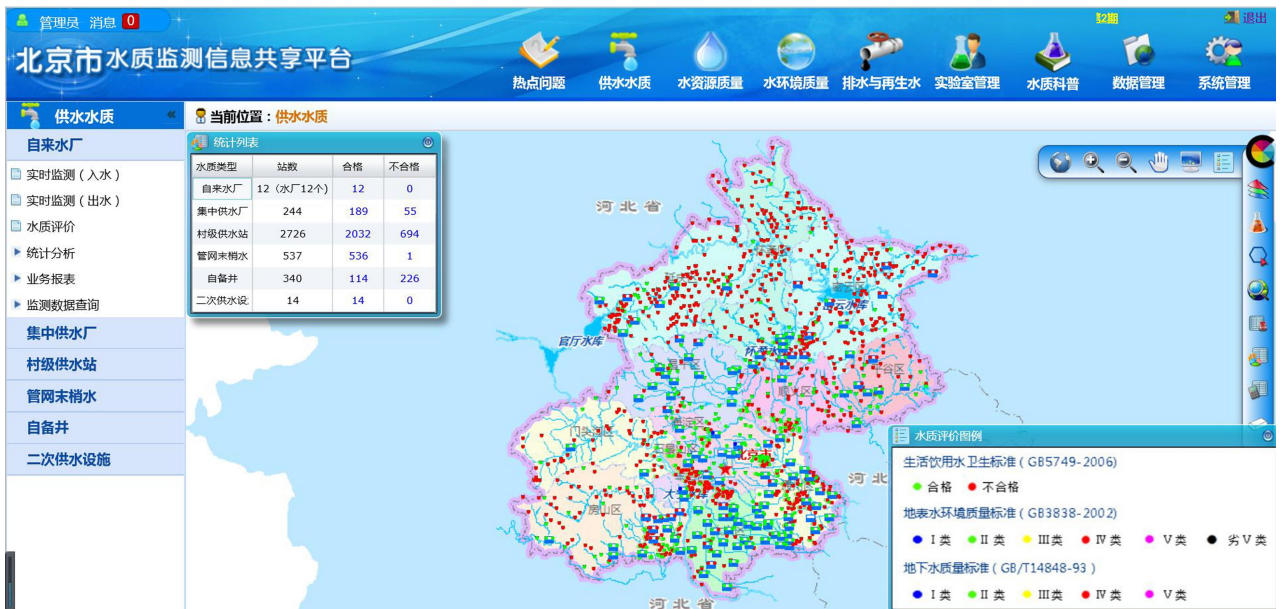 管理员 消息 0
退出
北京市水质监测信息共享平台
热点问题 供水水质 水资源质量 水环境质量 排水与再生水 实验室管理 水质科普 数据管理 系统管理
供水水质
当前位置：供水水质
自来水厂
实时监测（入水）
实时监测（出水）
水质评价
统计分析
业务报表
监测数据查询
集中供水厂
村级供水站
管网末梢水
自备井
二次供水设施
统计列表
水质类型 站数 合格 不合格
自来水厂 12（水厂12个) 12 0
集中供水厂 244 189 55
村级供水站 2726 2032 694
管网末梢水 537 536 1
自备井 340 114 226
二次供水设 14 14 0
河北省
官厅水库
房山区
河北
河北省
水质评价图例
生活饮用水卫生标准（GB5749-2006)
合格 不合格
地表水环境质量标准（GB3838-2002)
I类 II类 III类 IV类 V类 劣V类
地下水质量标准（GB/T14848-93）
I类 II类 III类 IV类 V类